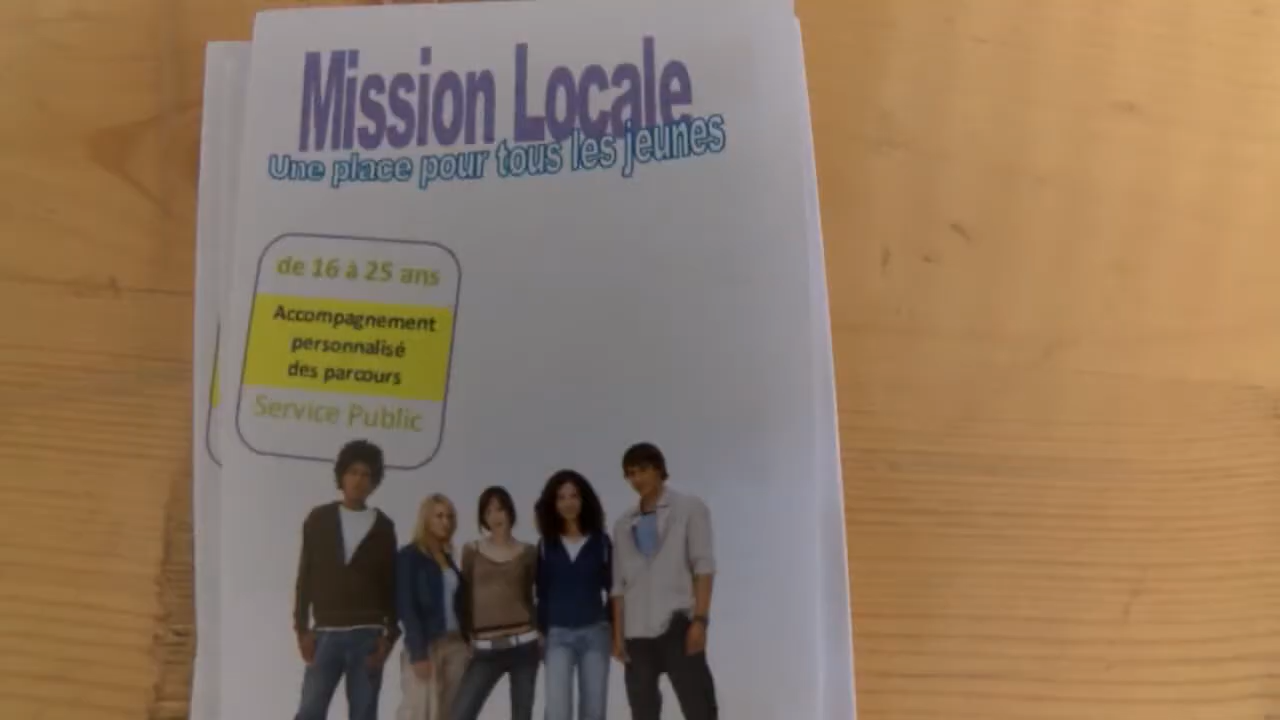 Mission Locale
Une place pour tous les jeunes
de 16 à 25 ans
Accompagnement
personnalisé
des parcours
Service Public